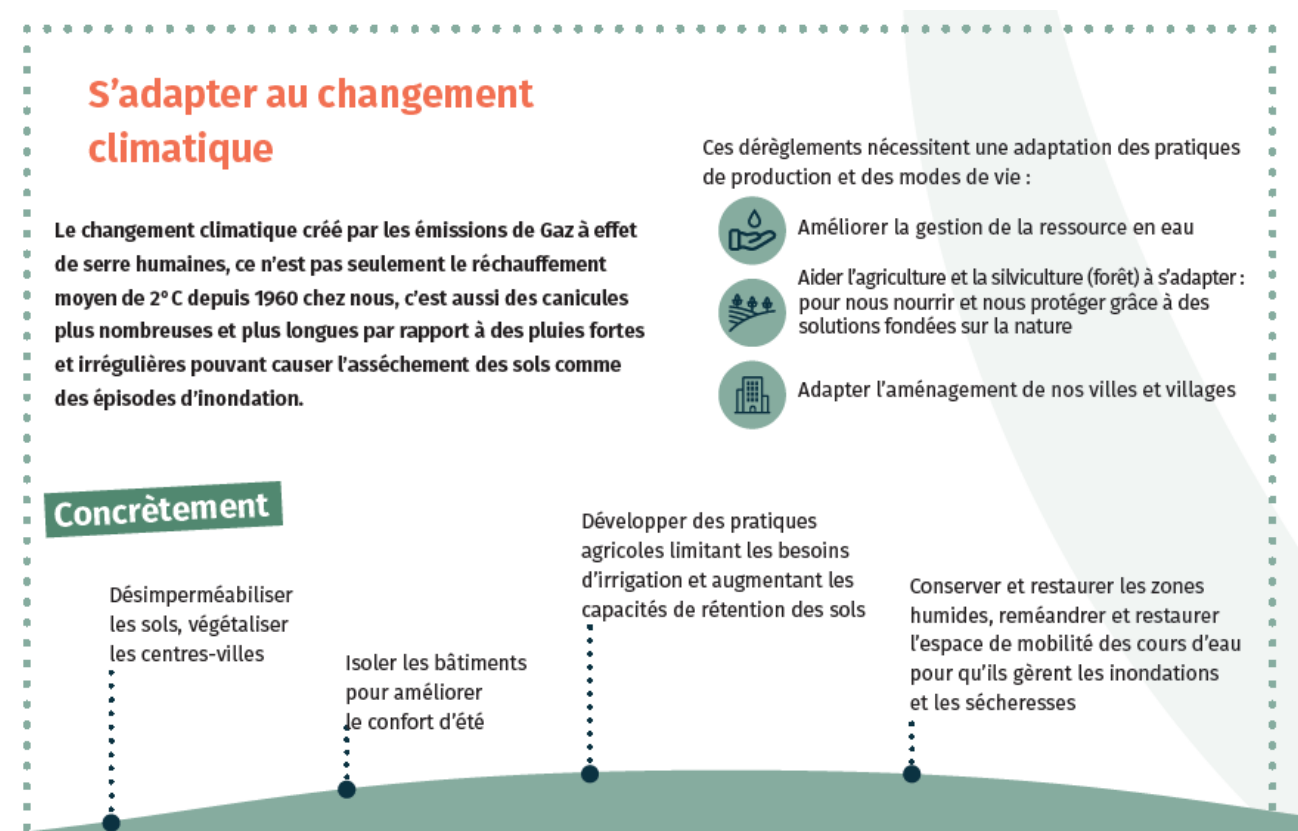 S'adapter au changement
climatique
Le changement climatique créé par les émissions de Gaz à effet
de serre humaines, ce n'est pas seulement le réchauffement
moyen de 2° C depuis 1960 chez nous, c'est aussi des canicules
plus nombreuses et plus longues par rapport à des pluies fortes
et irrégulières pouvant causer l'asséchement des sols comme
des épisodes d'inondation.
Ces dérèglements nécessitent une adaptation des pratiques
de production et des modes de vie :
Améliorer la gestion de la ressource en eau
Aider l'agriculture et la silviculture (forêt) à s'adapter :
pour nous nourrir et nous protéger grâce à des
solutions fondées sur la nature
Adapter l'aménagement de nos villes et villages
Concrètement
Désimperméabiliser
les sols, végétaliser
les centres-villes
Isoler les bâtiments
pour améliorer
le confort d'été
Développer des pratiques
agricoles limitant les besoins
d'irrigation et augmentant les
capacités de rétention des sols
Conserver et restaurer les zones
humides, reméandrer et restaurer
l'espace de mobilité des cours d'eau
pour qu'ils gèrent les inondations
et les sécheresses